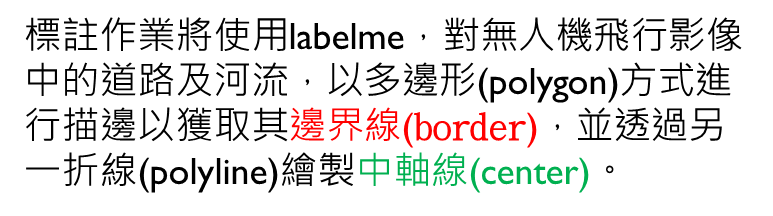 標註作業將使用labelme，對無人機飛行影像
中的道路及河流，以多邊形(polygon)方式進
行描邊以獲取其邊界線(border)，並透過另
一折線(polyline)繪製中軸線(center)。